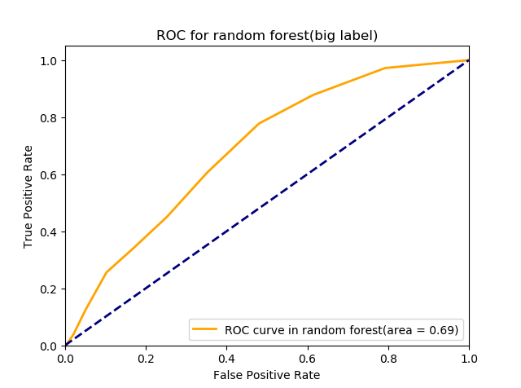 ROC for random forest(big label)
True Positive Rate
1.0
0.8
0.6
0.4
0.2
0.0
ROC curve in random forest(area = 0.69)
0.0 0.2 0.4 0.6 0.8 1.0
False Positive Rate